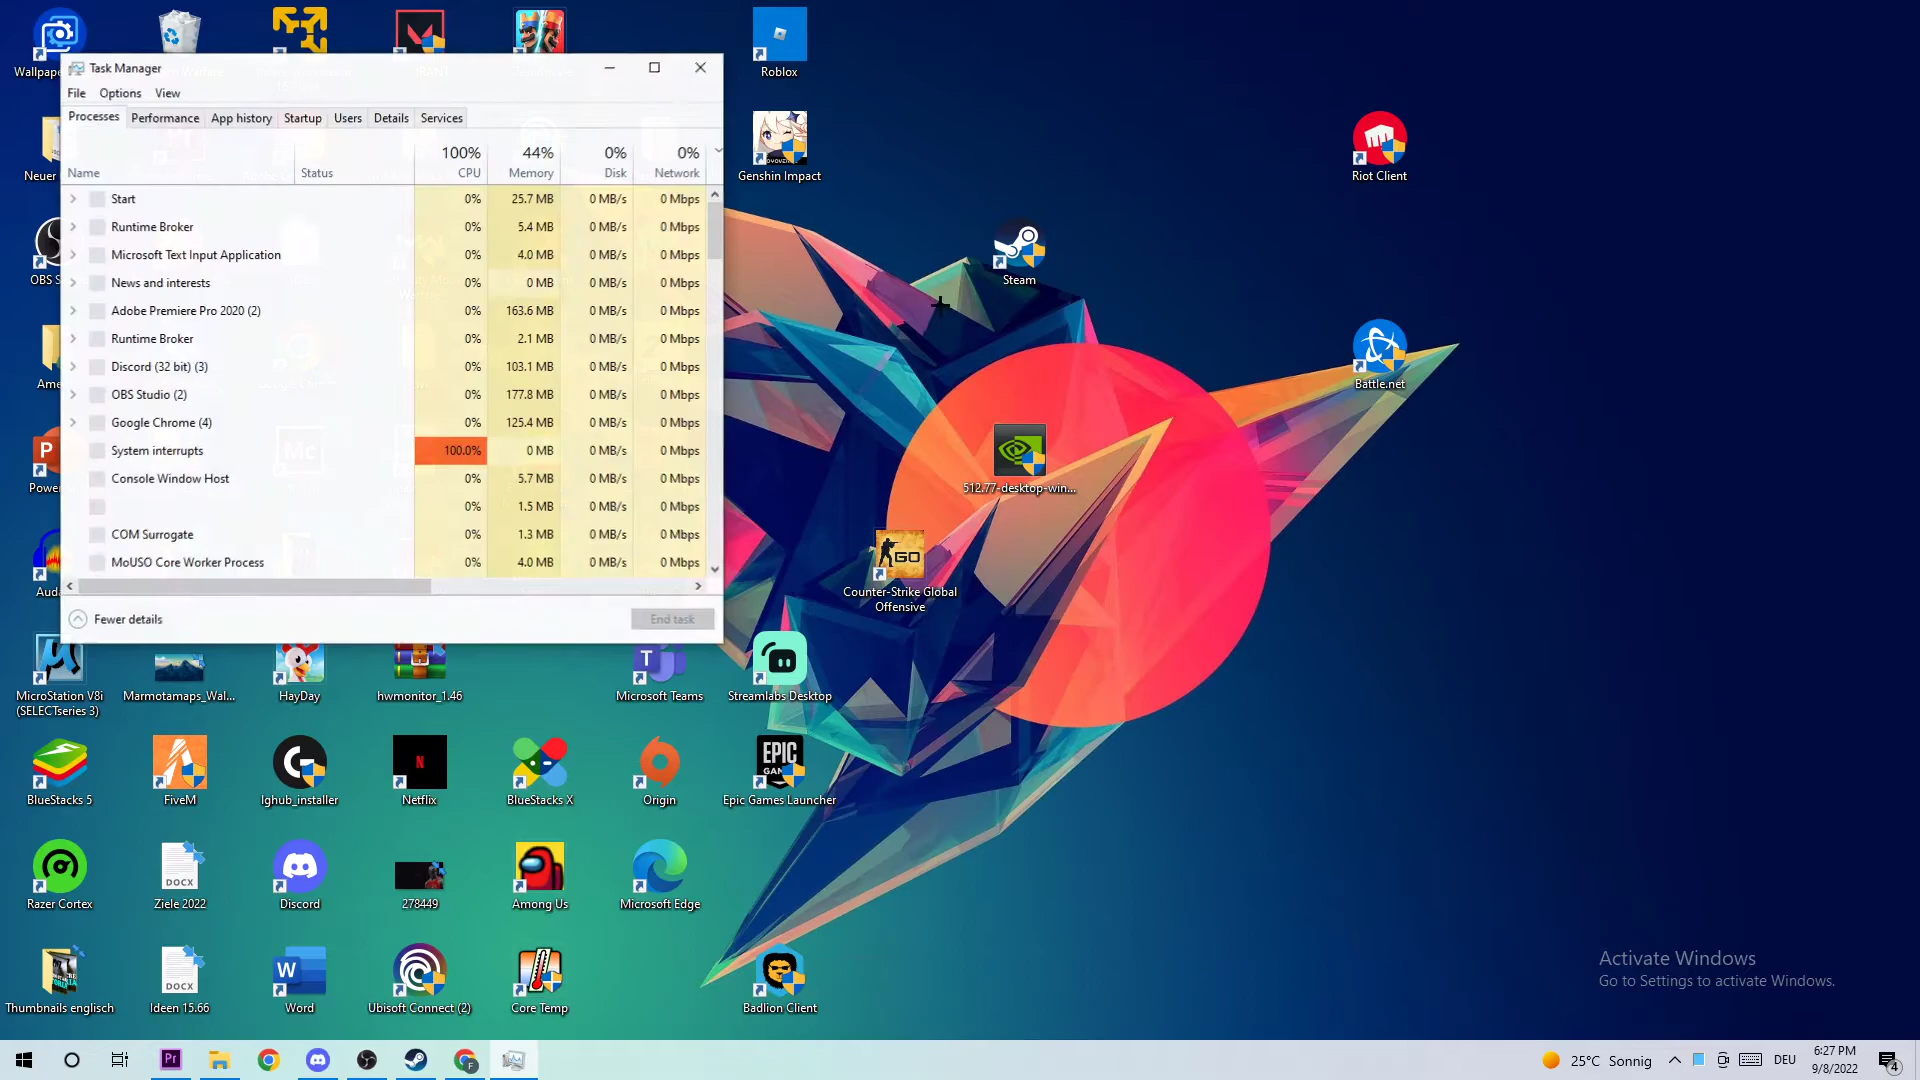 Wallpape
Roblox
Genshin Impact
Riot Client
Steam
Battle.net
512.77-desktop-win...
GO
Counter-Strike Global
Offensive
Neuer
OBS S
Ame
P
Power
Auda
Task Manager
File Options View
Processes Performance App history Startup Users Details Services
100% 44% 0% 0%
Name Status CPU Memory Disk Network
Start 0% 25.7 MB 0 MB/s 0 Mbps
Runtime Broker 0% 5.4 MB 0 MB/s 0 Mbps
Microsoft Text Input Application 0% 4.0 MB 0 MB/s 0 Mbps
News and interests 0% 0 MB 0 MB/s 0 Mbps
Adobe Premiere Pro 2020 (2) 0% 163.6 MB 0 MB/s 0 Mbps
Runtime Broker 0% 2.1 MB 0 MB/s 0 Mbps
Discord (32 bit) (3) 0% 103.1 MB 0 MB/s 0 Mbps
OBS Studio (2) 0% 177.8 MB 0 MB/s 0 Mbps
Google Chrome (4) 0% 125.4 MB 0 MB/s 0 Mbps
System interrupts 100.0% 0 MB 0 MB/s 0 Mbps
Console Window Host 0% 5.7 MB 0 MB/s 0 Mbps
0% 1.5 MB 0 MB/s 0 Mbps
COM Surrogate 0% 1.3 MB 0 MB/s 0 Mbps
MoUSO Core Worker Process 0% 4.0 MB 0 MB/s 0 Mbps
Fewer details End task
MicroStation V8i
(SELECTseries 3)
Marmotamaps_Wal...
HayDay
hwmonitor_1.46
T
Microsoft Teams
Streamlabs Desktop
BlueStacks 5
FiveM
lghub_installer
N
Netflix
BlueStacks X
Origin
EPIC
GAMES
Epic Games Launcher
Razer Cortex
DOCX
Ziele 2022
Discord
278449
Among Us
Microsoft Edge
Thumbnails englisch
DOCX
Ideen 15.66
W
Word
Ubisoft Connect (2)
Core Temp
Badlion Client
Activate Windows
Go to Settings to activate Windows.
Pr
F
25°C Sonnig
DEU
6:27 PM
9/8/2022
4